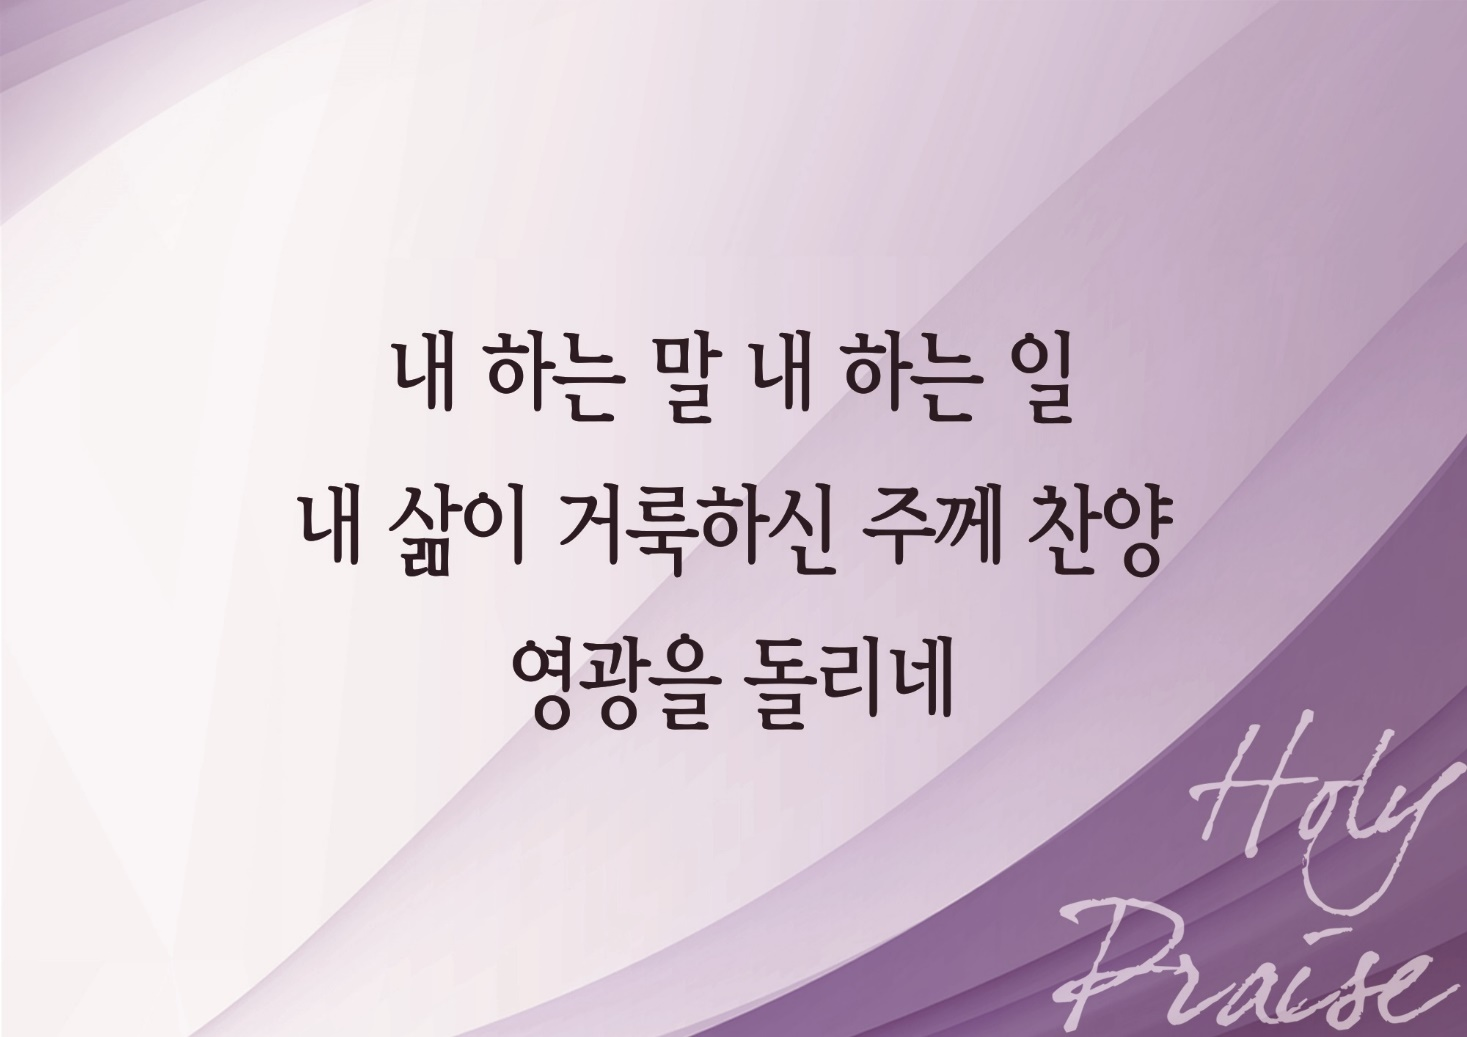 내 하는 말 내 하는 일
내 삶이 거룩하신 주께 찬양
영광을 돌리네
Holy
Praise